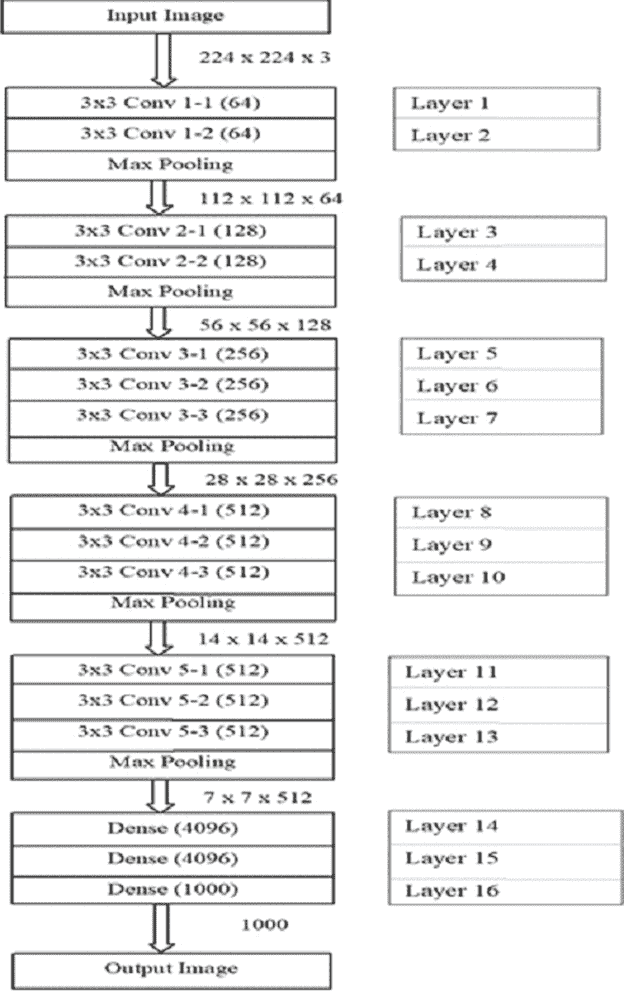 Input Image
224 x 224 x 3
3x3 Conv 1-1 (64)
Layer 1
3x3 Conv 1-2 (64)
Layer 2
Max Pooling
112 x 112 x 64
3x3 Conv 2-1 (128)
Layer 3
3x3 Conv 2-2 (128)
Layer 4
Max Pooling
56 x 56 x 128
3x3 Conv 3-1 (256)
Layer 5
3x3 Conv 3-2 (256)
Layer 6
3x3 Conv 3-3 (256)
Layer 7
Max Pooling
28 x 28 x 256
3x3 Conv 4-1 (512)
Layer 8
3x3 Conv 4-2 (512)
Layer 9
3x3 Conv 4-3 (512)
Layer 10
Max Pooling
14 x 14 x 512
3x3 Conv 5-1 (512)
Layer 11
3x3 Conv 5-2 (512)
Layer 12
3x3 Conv 5-3 (512)
Layer 13
Max Pooling
7 x 7 x 512
Dense (4096)
Layer 14
Dense (4096)
Layer 15
Dense (1000)
Layer 16
1000
Output Image